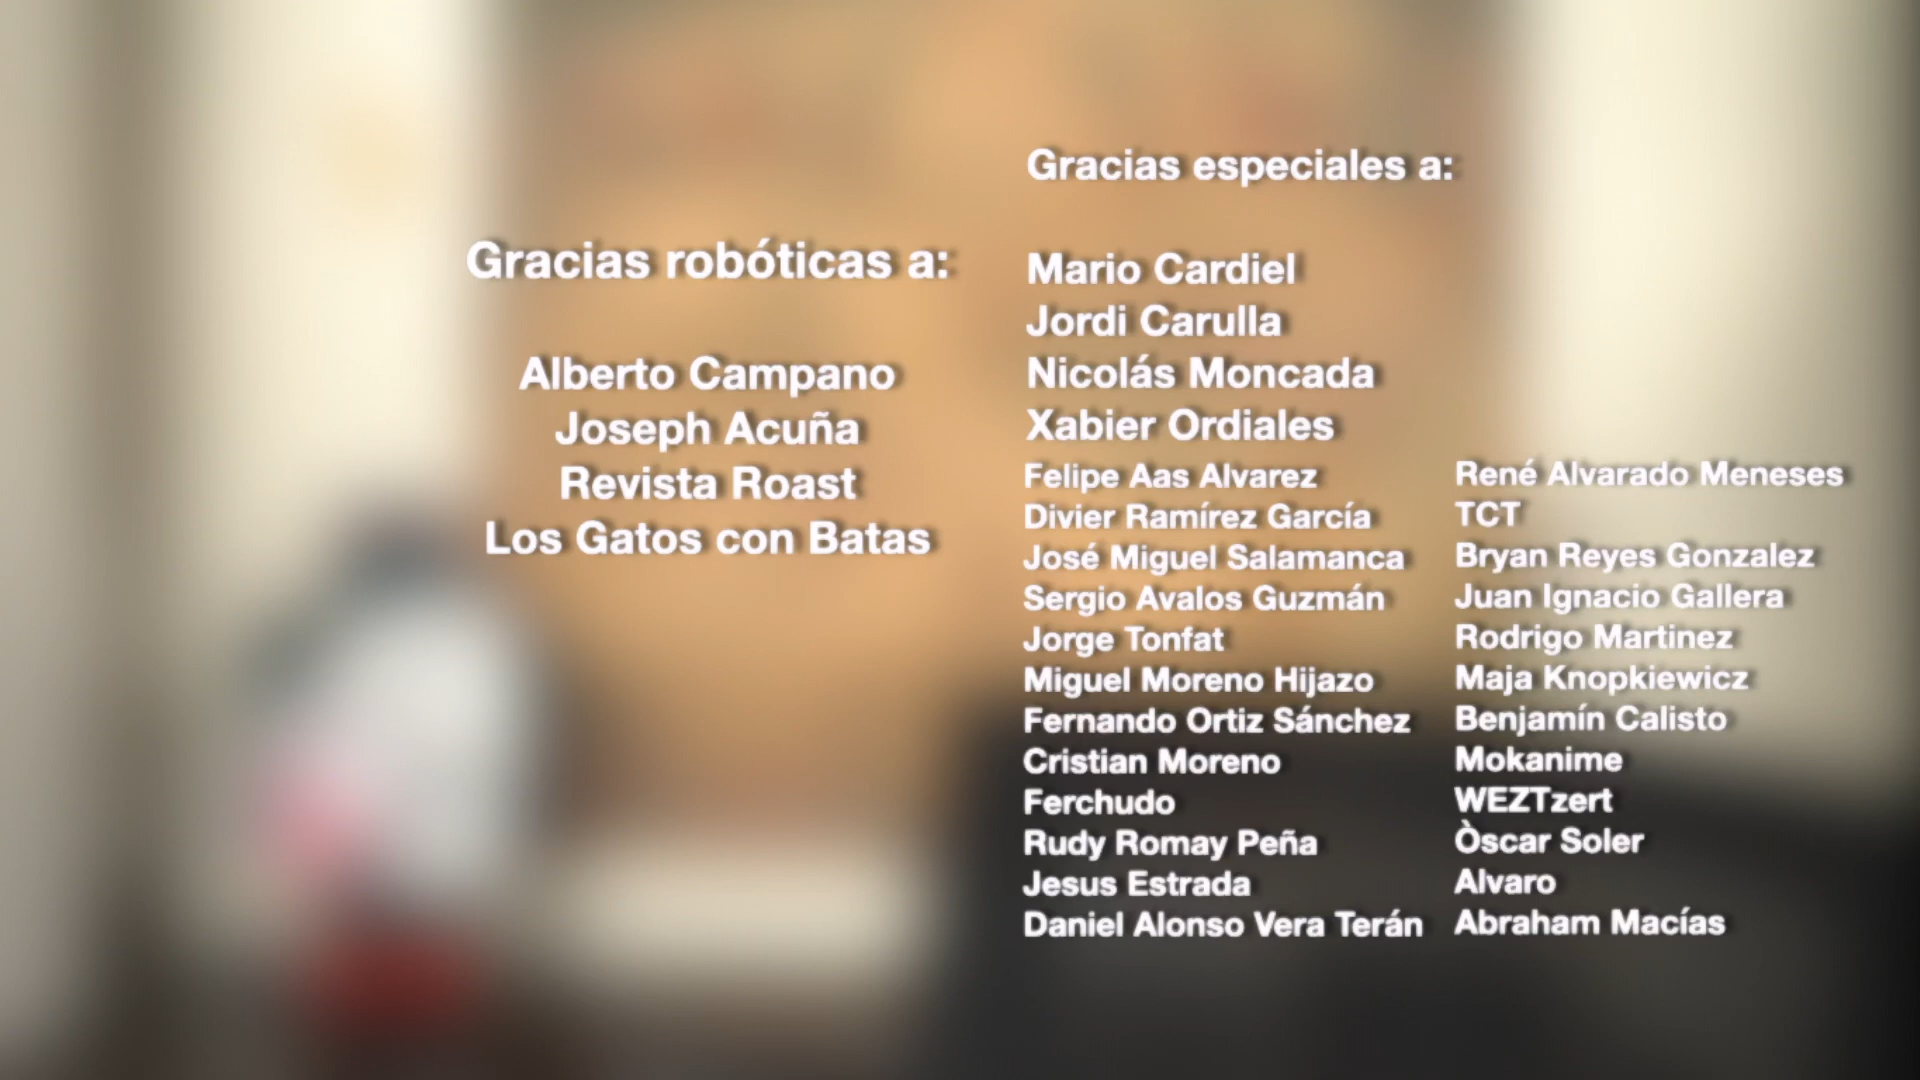 Gracias robóticas a:
Alberto Campano
Joseph Acuña
Revista Roast
Los Gatos con Batas
Gracias especiales a:
Mario Cardiel
Jordi Carulla
Nicolás Moncada
Xabier Ordiales
Felipe Aas Alvarez
Divier Ramírez García
José Miguel Salamanca
Sergio Avalos Guzmán
Jorge Tonfat
Miguel Moreno Hijazo
Fernando Ortiz Sánchez
Cristian Moreno
Ferchudo
Rudy Romay Peña
Jesus Estrada
Daniel Alonso Vera Terán
René Alvarado Meneses
TCT
Bryan Reyes Gonzalez
Juan Ignacio Gallera
Rodrigo Martinez
Maja Knopkiewicz
Benjamín Calisto
Mokanime
WEZTzert
Òscar Soler
Alvaro
Abraham Macías